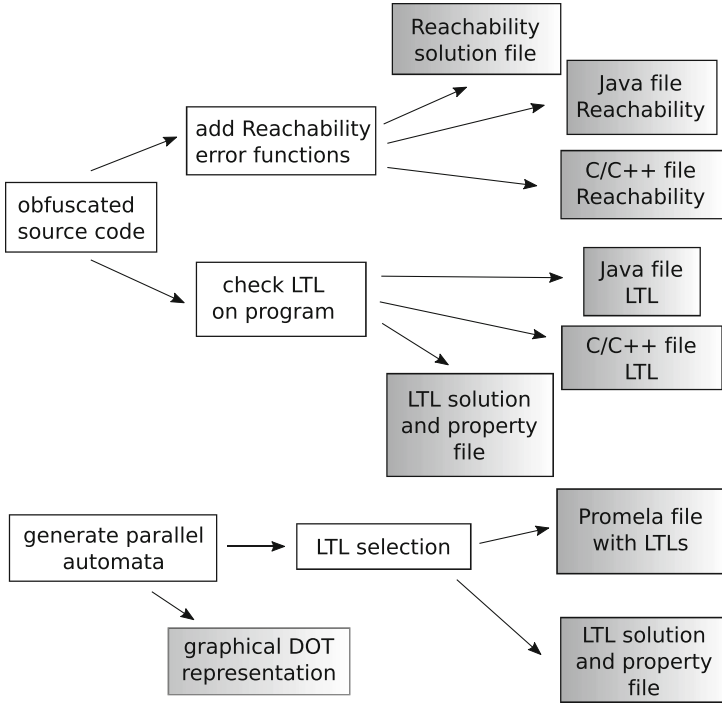 Reachability
solution file
Java file
Reachability
add Reachability
error functions
C/C++ file
Reachability
obfuscated
source code
check LTL
on program
Java file
LTL
C/C++ file
LTL
LTL solution
and property
file
generate parallel
automata
LTL selection
Promela file
with LTLs
graphical DOT
representation
LTL solution
and property
file